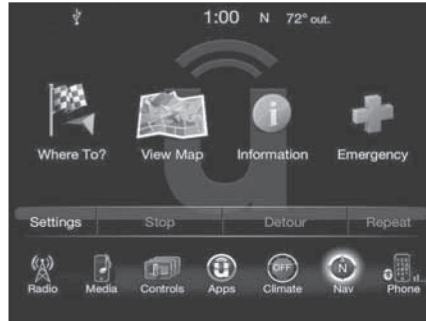 1:00 N 72° out.
Where To? View Map Information Emergency
Settings Stop Detour Repeat
OFF N
Radio Media Controls Apps Climate Nav Phone